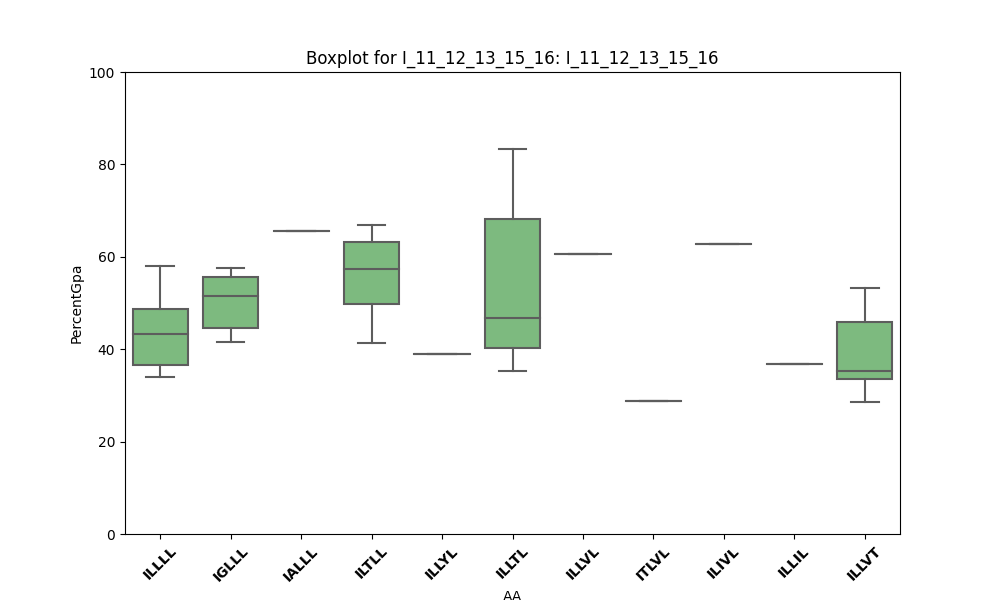 Boxplot for I_11_12_13_15_16: I_11_12_13_15_16
100
80
60
40
20
0
PercentGpa
ILLLL
IGLLL
IALLL
ILTLL
ILLYL
ILLTL
ILLVL
ITLVL
ILIVL
ILLIL
ILLVT
AA